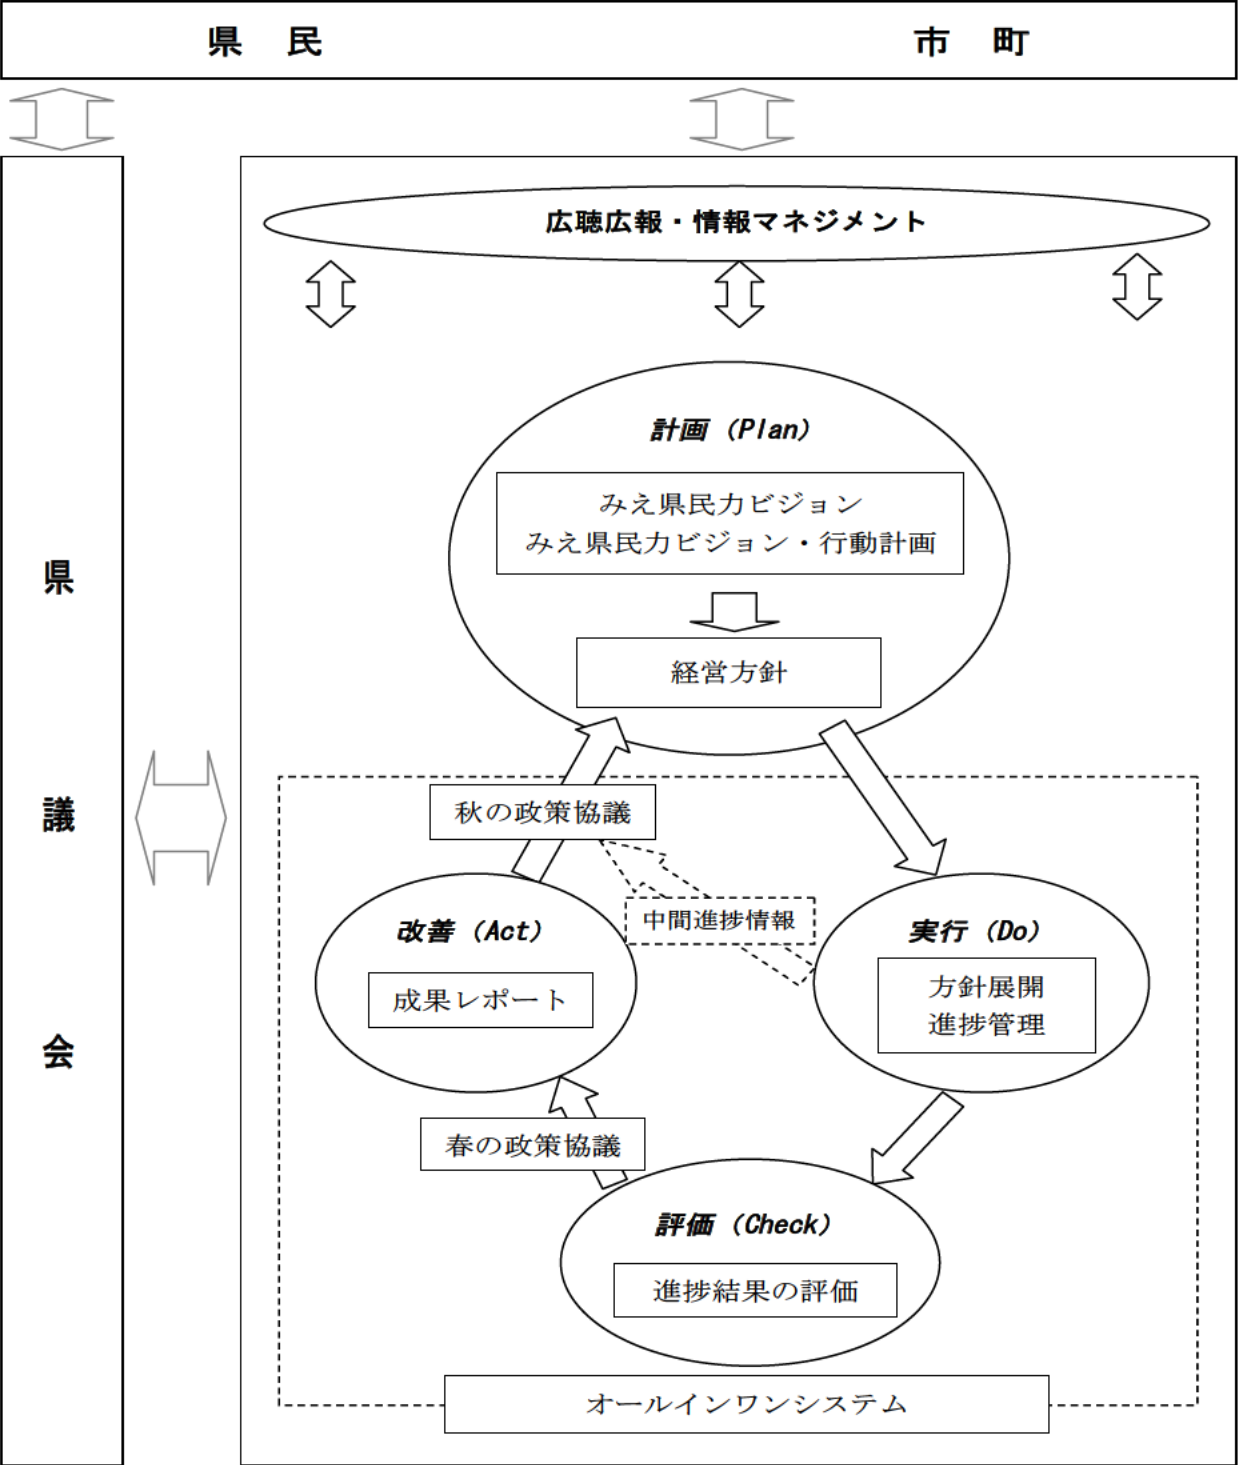 県　民
市　町
県
議
会
広聴広報・情報マネジメント
計画（Plan）
みえ県民力ビジョン
みえ県民力ビジョン・行動計画
経営方針
秋の政策協議
中間進捗情報
改善（Act）
成果レポート
実行（Do）
方針展開
進捗管理
春の政策協議
評価（Check）
進捗結果の評価
オールインワンシステム